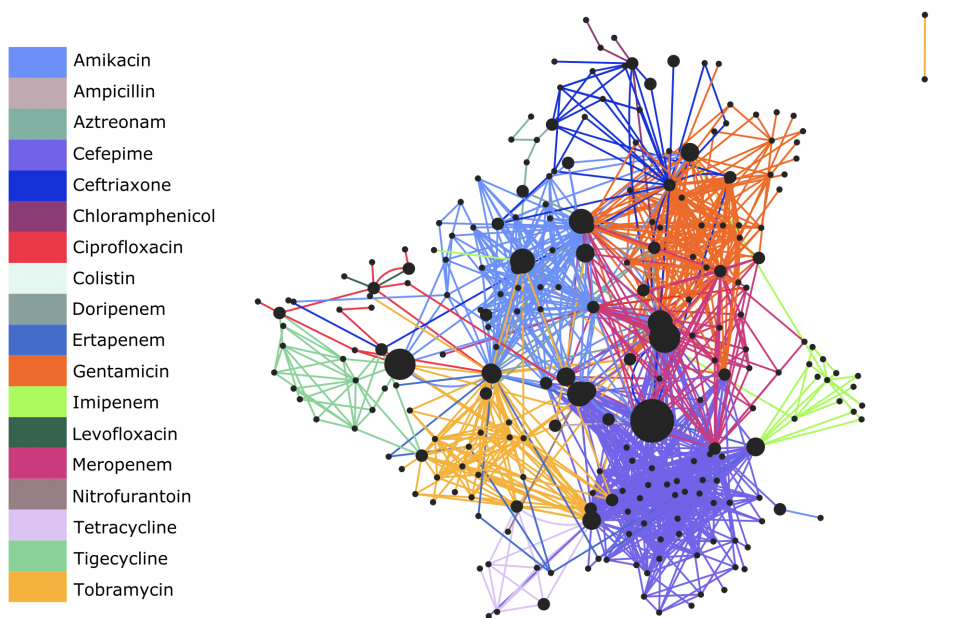 Amikacin
Ampicillin
Aztreonam
Cefepime
Ceftriaxone
Chloramphenicol
Ciprofloxacin
Colistin
Doripenem
Ertapenem
Gentamicin
Imipenem
Levofloxacin
Meropenem
Nitrofurantoin
Tetracycline
Tigecycline
Tobramycin